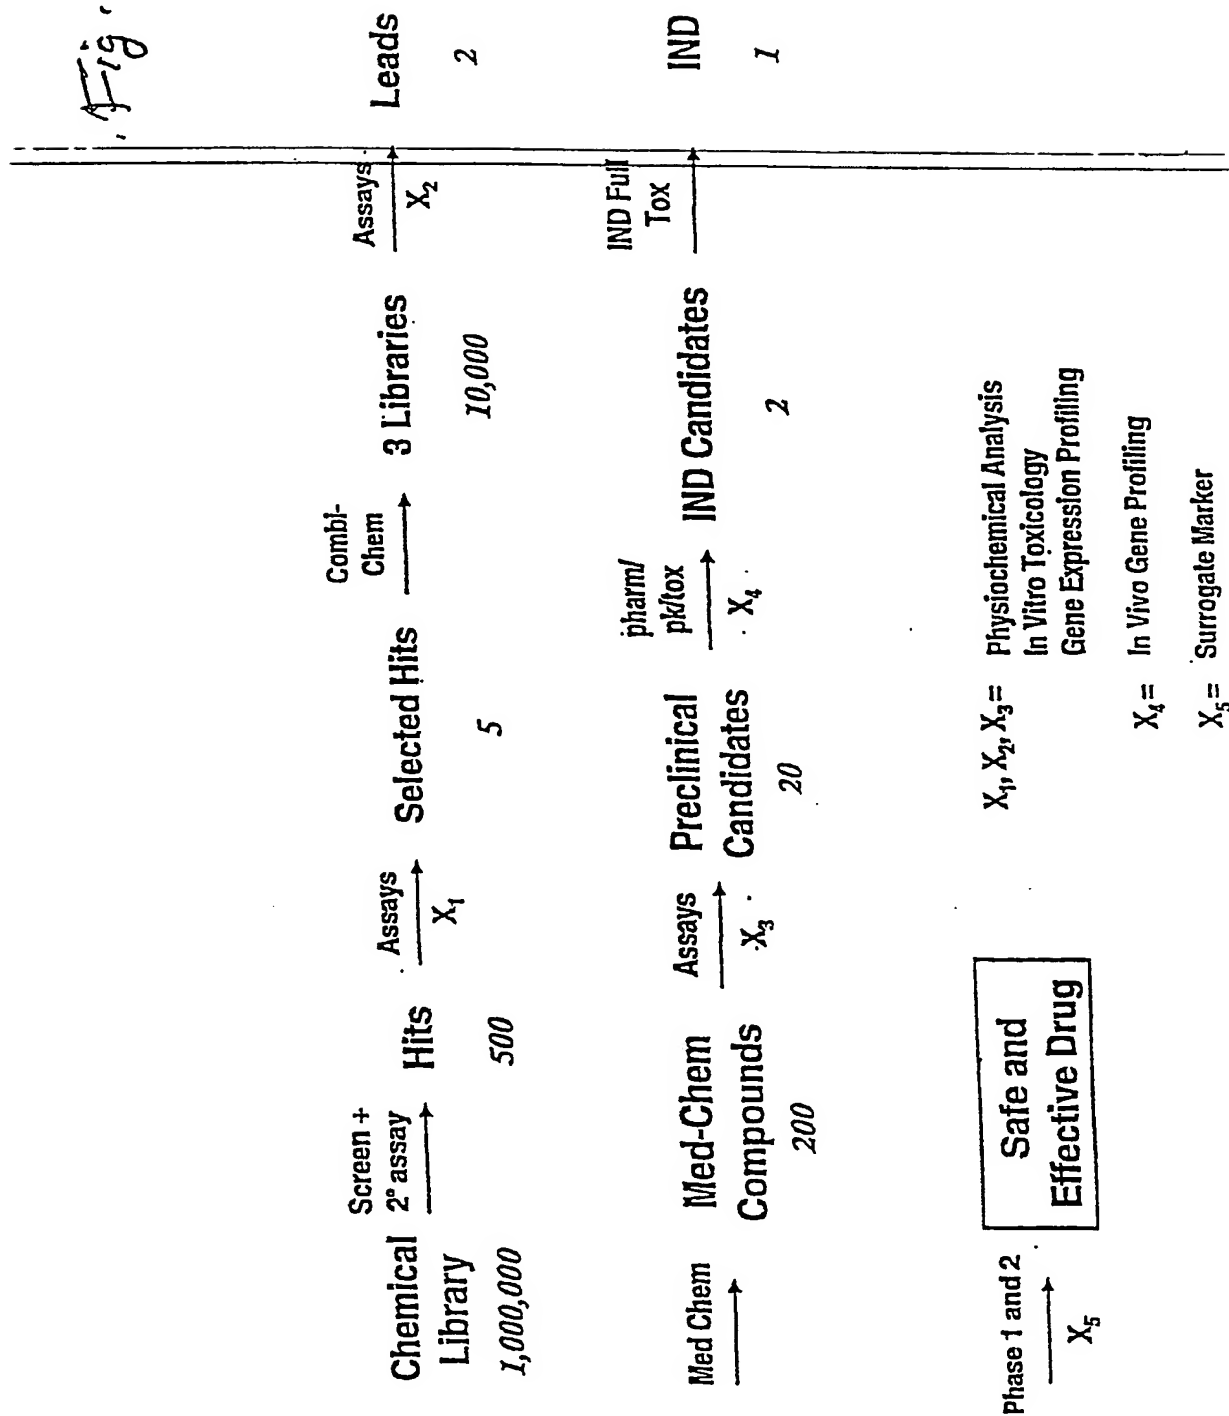 Fig.
Chemical
Library
1,000,000
Screen +
2° assay
Hits
500
Assays
X₁
Selected Hits
5
Combi-
Chem
3 Libraries
10,000
Assays
X₂
Leads
2
Med Chem
Med-Chem
Compounds
200
Assays
X₃
Preclinical
Candidates
20
pharm/
pk/tox
X₄
IND Candidates
2
IND Full
Tox
IND
1
Phase 1 and 2
X₅
Safe and
Effective Drug
X₁, X₂, X₃ = Physiochemical Analysis
In Vitro Toxicology
Gene Expression Profiling
X₄ = In Vivo Gene Profiling
X₅ = Surrogate Marker